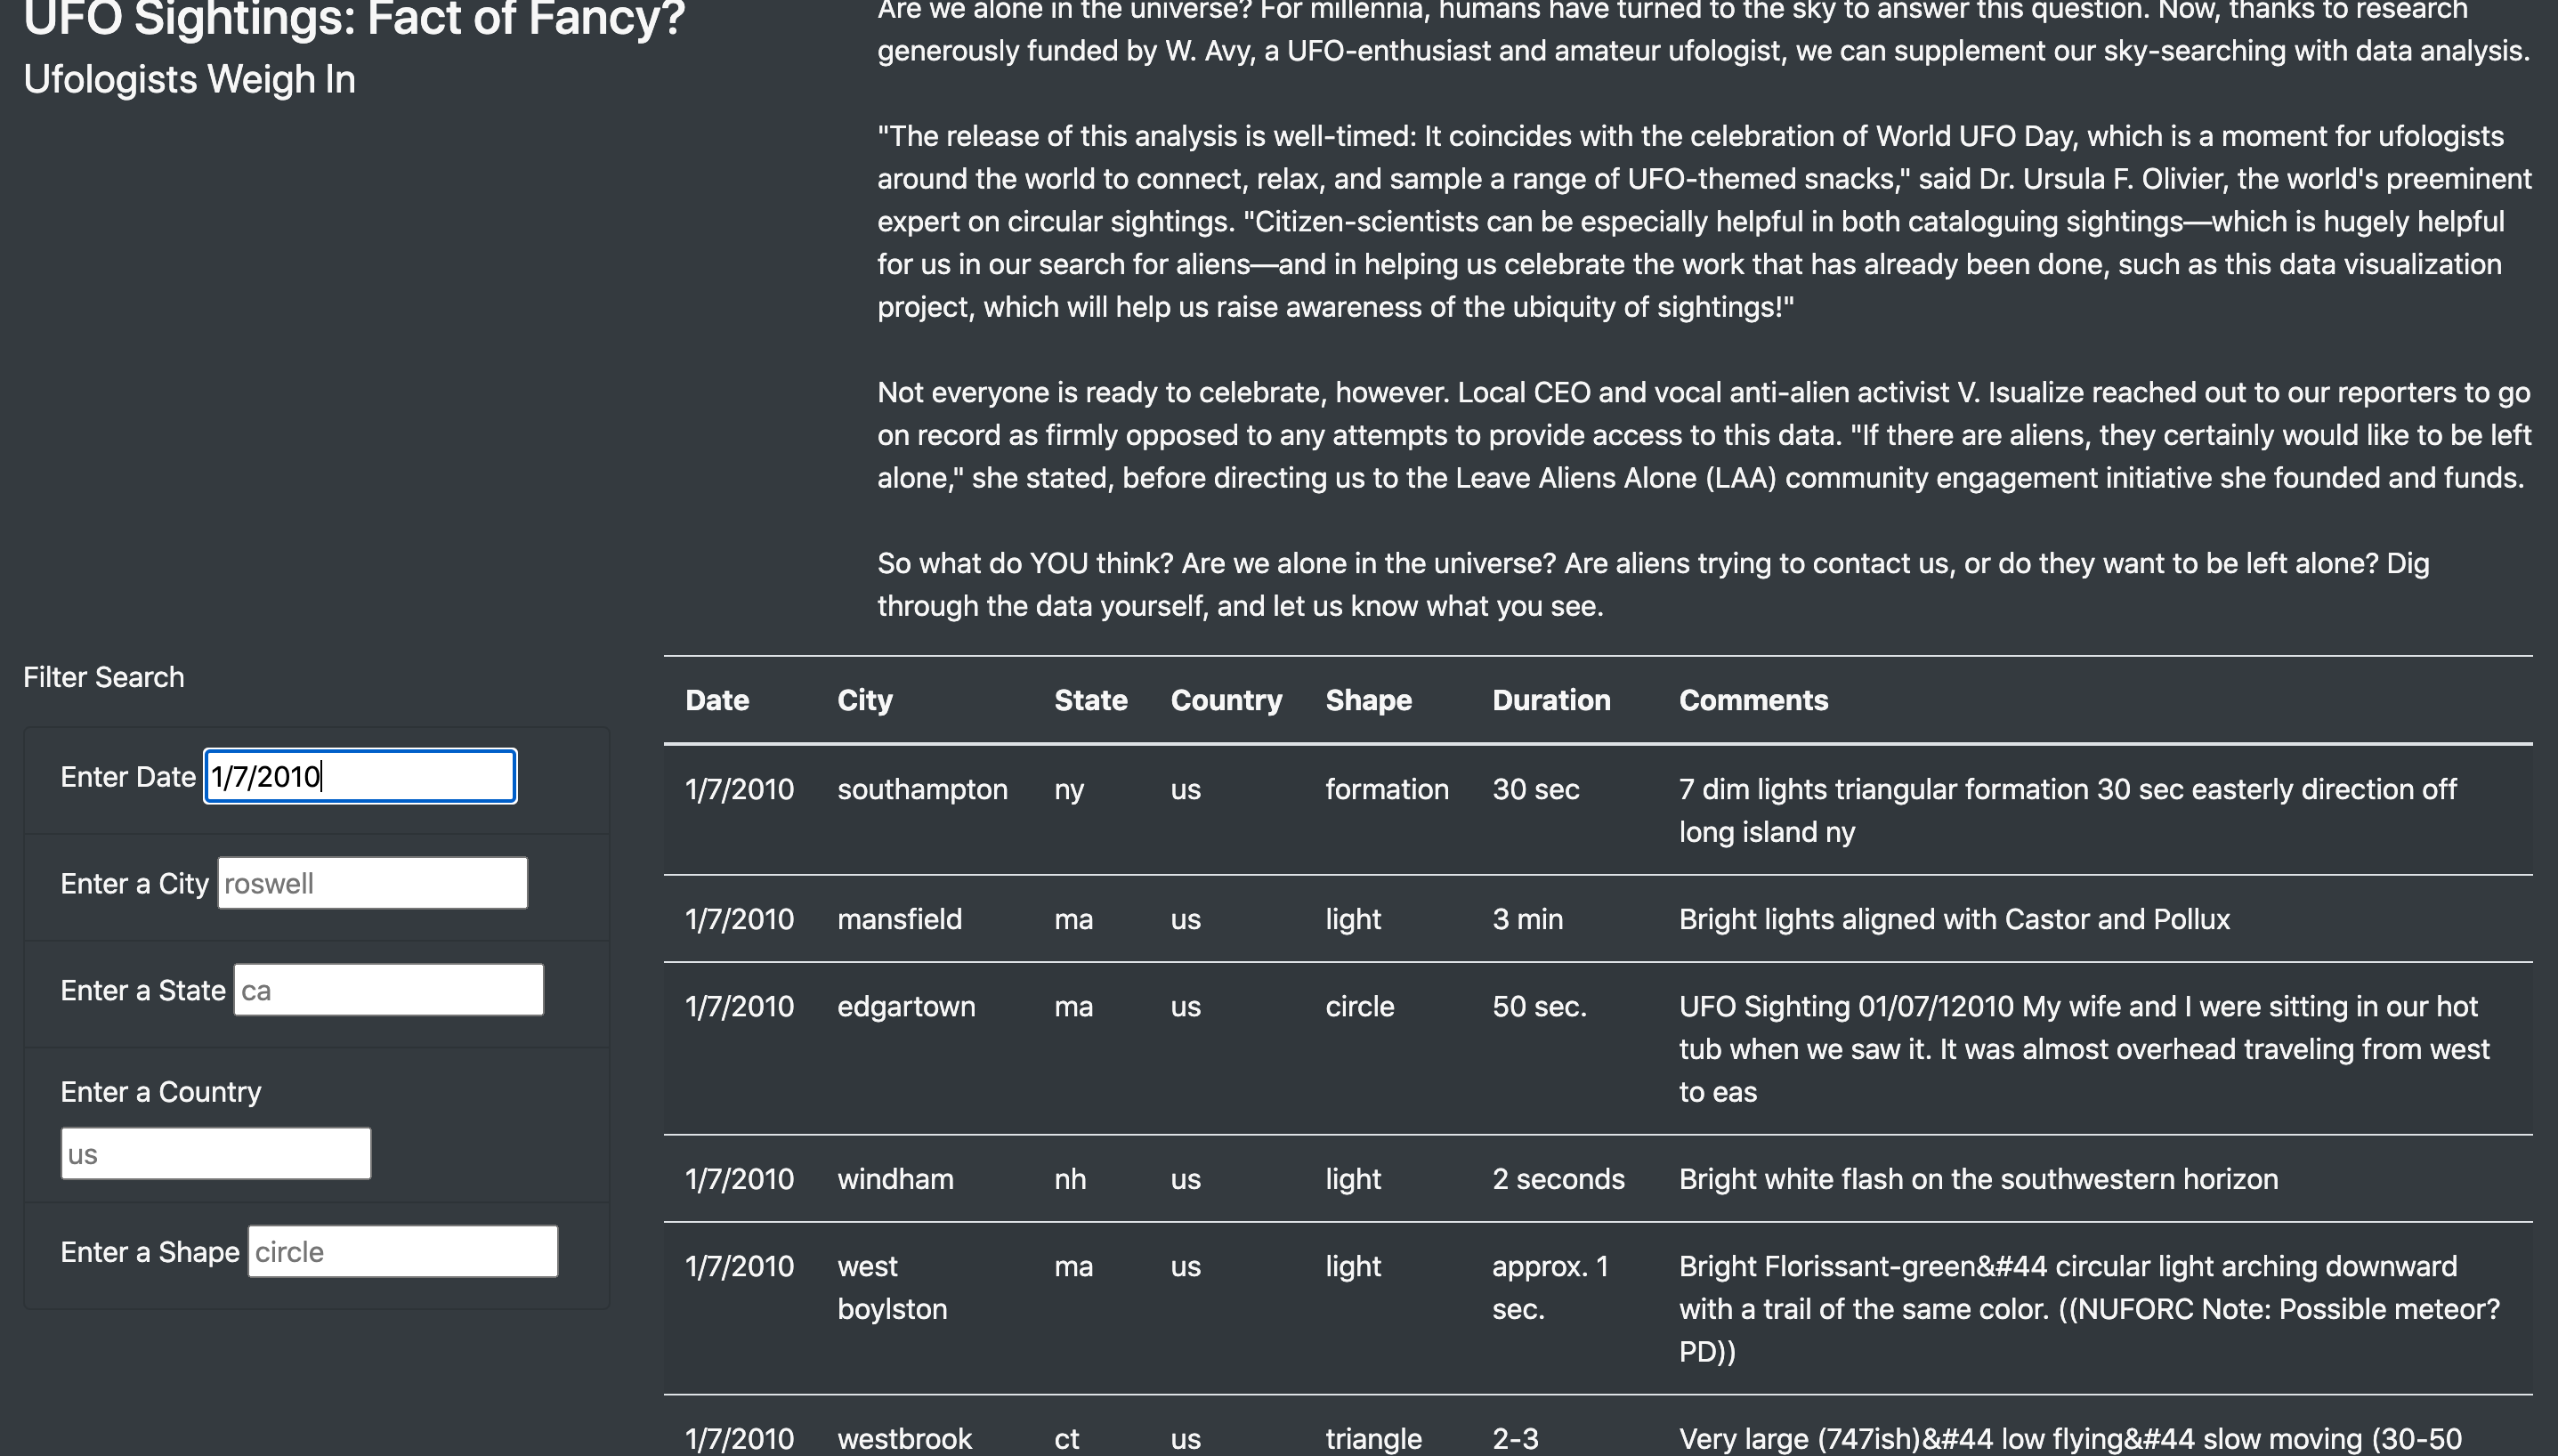 UFO Sightings: Fact of Fancy?
Ufologists Weigh In
Are we alone in the universe? For millennia, humans have turned to the sky to answer this question. Now, thanks to research
generously funded by W. Avy, a UFO-enthusiast and amateur ufologist, we can supplement our sky-searching with data analysis.
"The release of this analysis is well-timed: It coincides with the celebration of World UFO Day, which is a moment for ufologists
around the world to connect, relax, and sample a range of UFO-themed snacks," said Dr. Ursula F. Olivier, the world's preeminent
expert on circular sightings. "Citizen-scientists can be especially helpful in both cataloguing sightings—which is hugely helpful
for us in our search for aliens—and in helping us celebrate the work that has already been done, such as this data visualization
project, which will help us raise awareness of the ubiquity of sightings!"
Not everyone is ready to celebrate, however. Local CEO and vocal anti-alien activist V. Isualize reached out to our reporters to go
on record as firmly opposed to any attempts to provide access to this data. "If there are aliens, they certainly would like to be left
alone," she stated, before directing us to the Leave Aliens Alone (LAA) community engagement initiative she founded and funds.
So what do YOU think? Are we alone in the universe? Are aliens trying to contact us, or do they want to be left alone? Dig
through the data yourself, and let us know what you see.
Filter Search
Enter Date 1/7/2010
Enter a City roswell
Enter a State ca
Enter a Country
us
Enter a Shape circle
Date City State Country Shape Duration Comments
1/7/2010 southampton ny us formation 30 sec 7 dim lights triangular formation 30 sec easterly direction off
long island ny
1/7/2010 mansfield ma us light 3 min Bright lights aligned with Castor and Pollux
1/7/2010 edgartown ma us circle 50 sec. UFO Sighting 01/07/12010 My wife and I were sitting in our hot
tub when we saw it. It was almost overhead traveling from west
to eas
1/7/2010 windham nh us light 2 seconds Bright white flash on the southwestern horizon
1/7/2010 west ma us light approx. 1 Bright Florissant-green&#44 circular light arching downward
boylston sec. with a trail of the same color. ((NUFORC Note: Possible meteor?
PD))
1/7/2010 westbrook ct us triangle 2-3 Very large (747ish)&#44 low flying&#44 slow moving (30-50